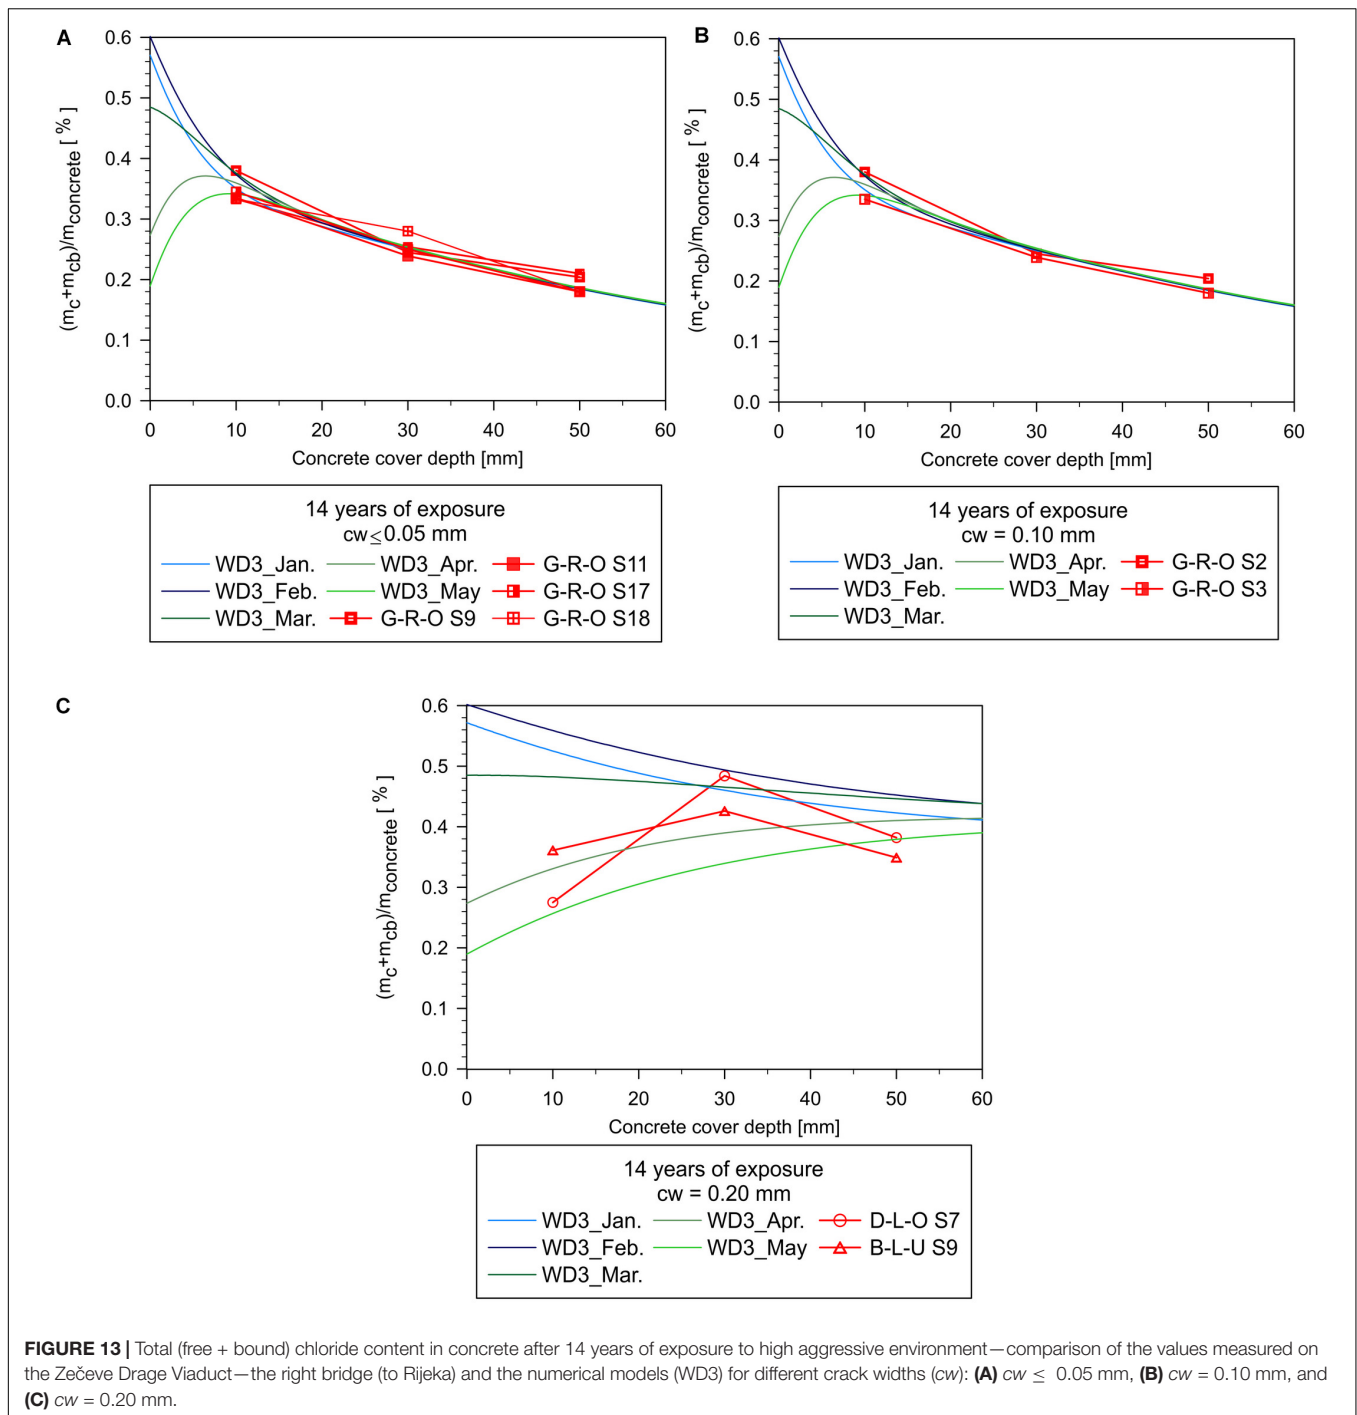 A
(mc+mcb)/mconcrete [ % ]
0.6
0.5
0.4
0.3
0.2
0.1
0.0
0 10 20 30 40 50 60
Concrete cover depth [mm]
14 years of exposure
cw≤0.05 mm
WD3_Jan. WD3_Apr. G-R-O S11
WD3_Feb. WD3_May G-R-O S17
WD3_Mar. G-R-O S9 G-R-O S18
B
(mc+mcb)/mconcrete [ % ]
0.6
0.5
0.4
0.3
0.2
0.1
0.0
0 10 20 30 40 50 60
Concrete cover depth [mm]
14 years of exposure
cw = 0.10 mm
WD3_Jan. WD3_Apr. G-R-O S2
WD3_Feb. WD3_May G-R-O S3
WD3_Mar.
C
(mc+mcb)/mconcrete [ % ]
0.6
0.5
0.4
0.3
0.2
0.1
0.0
0 10 20 30 40 50 60
Concrete cover depth [mm]
14 years of exposure
cw = 0.20 mm
WD3_Jan. WD3_Apr. D-L-O S7
WD3_Feb. WD3_May B-L-U S9
WD3_Mar.
FIGURE 13 | Total (free + bound) chloride content in concrete after 14 years of exposure to high aggressive environment—comparison of the values measured on
the Zečeve Drage Viaduct—the right bridge (to Rijeka) and the numerical models (WD3) for different crack widths (cw): (A) cw ≤ 0.05 mm, (B) cw = 0.10 mm, and
(C) cw = 0.20 mm.